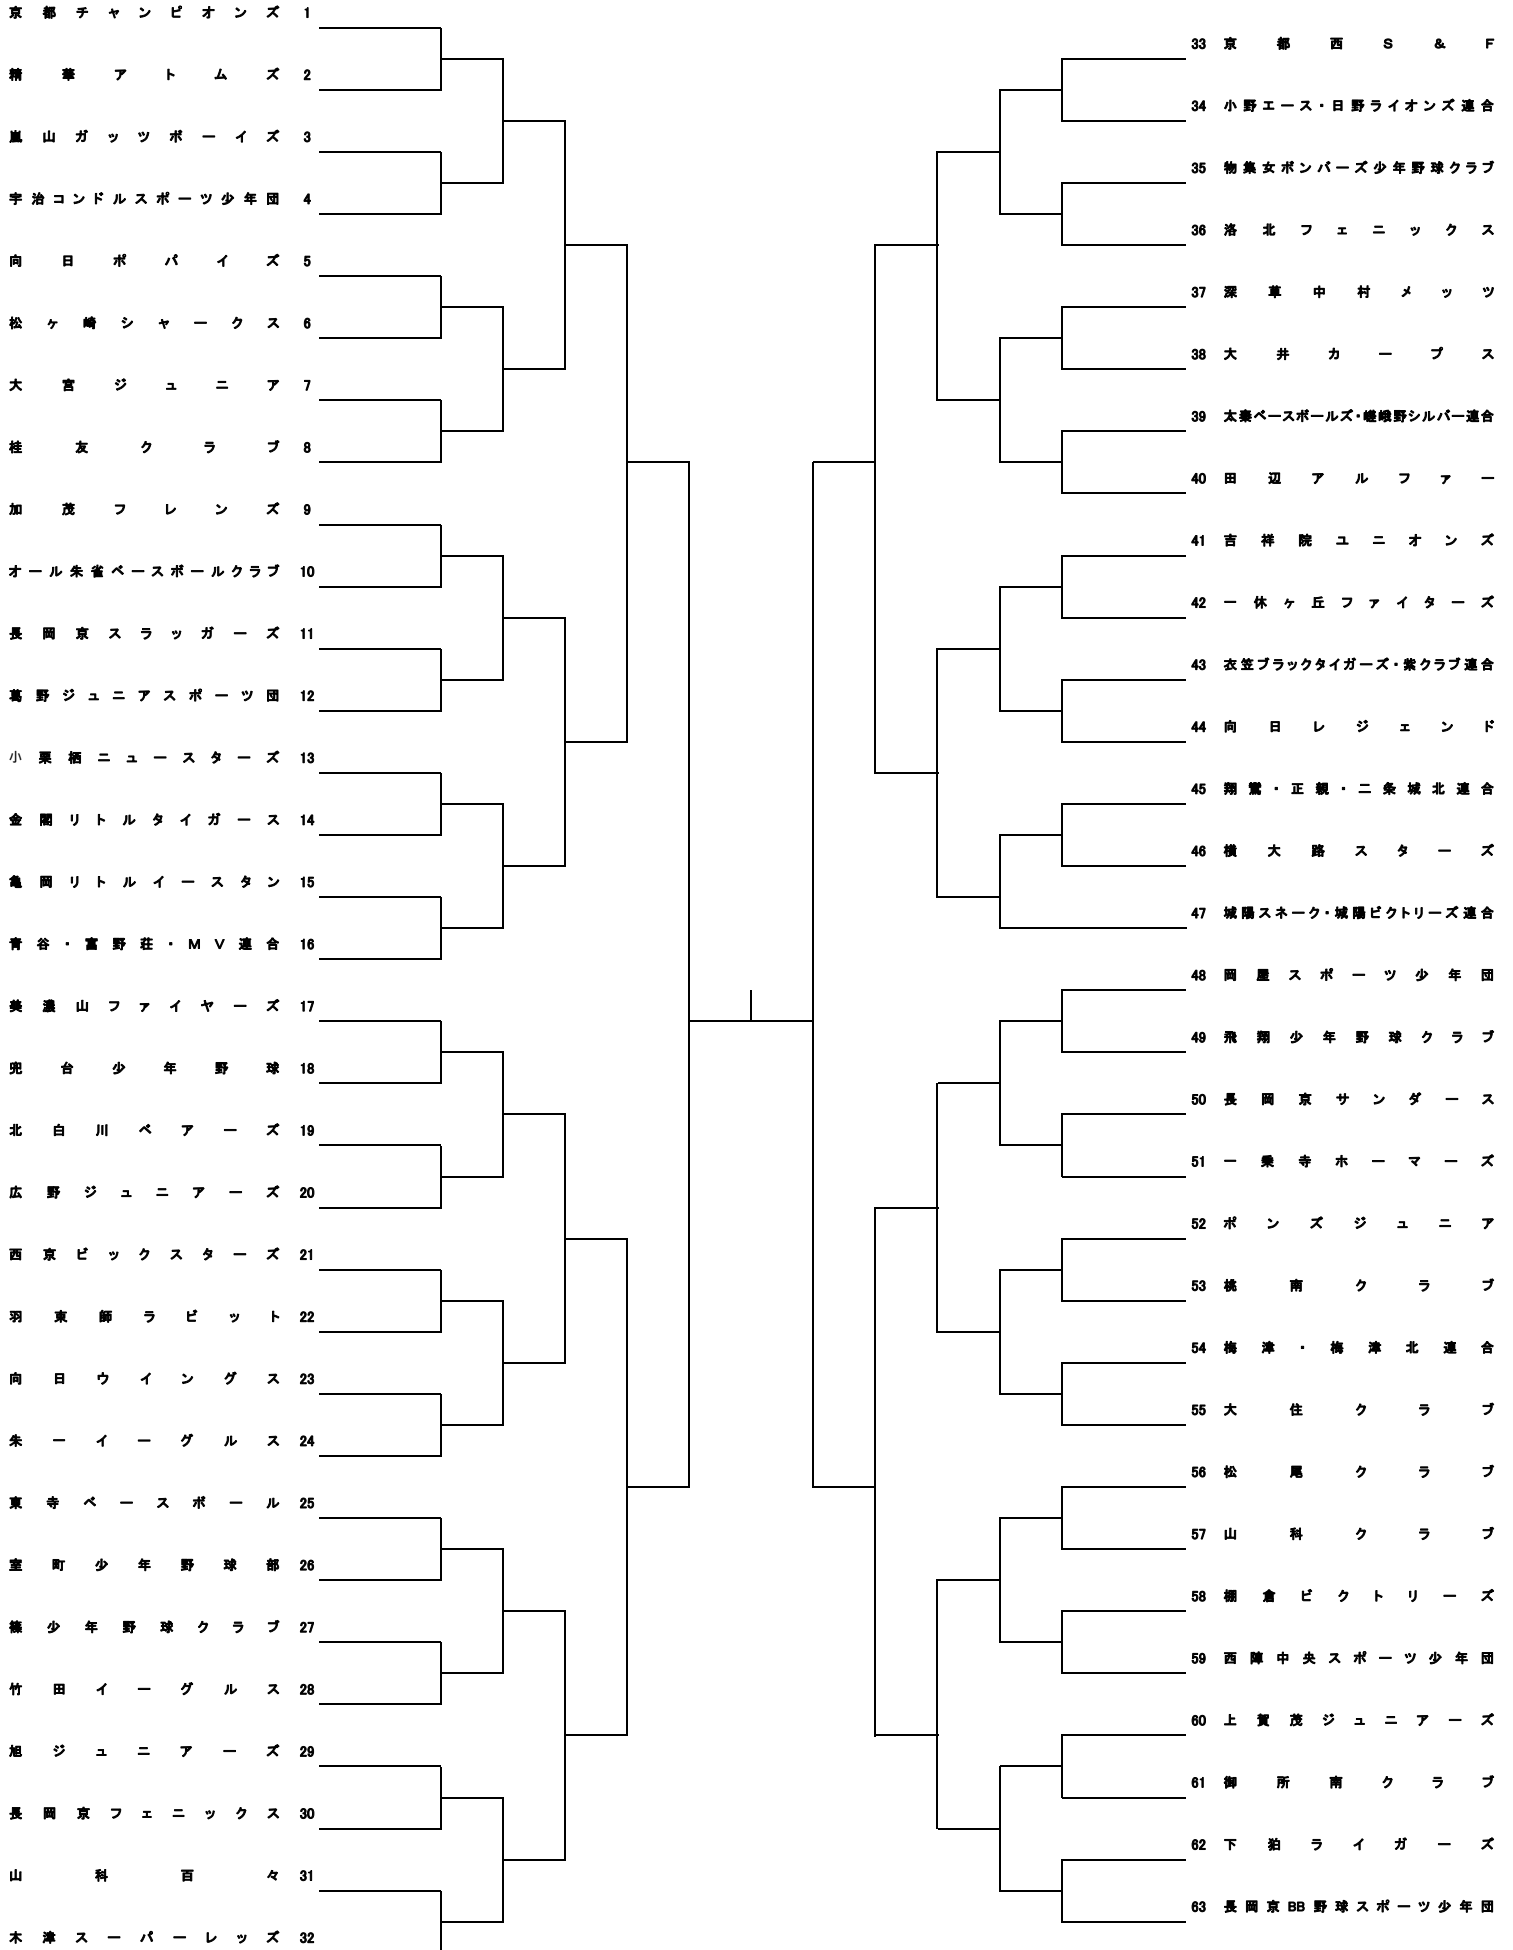 京都チャンピオンズ 1
精華アトムズ 2
嵐山ガッツボーイズ 3
宇治コンドルスポーツ少年団 4
向日ポパイズ 5
松ヶ崎シャークス 6
大宮ジュニア 7
桂友クラブ 8
加茂フレンズ 9
オール朱雀ベースボールクラブ 10
長岡京スラッガーズ 11
葛野ジュニアスポーツ団 12
小栗栖ニュースターズ 13
金閣リトルタイガース 14
亀岡リトルイースタン 15
青谷・富野荘・MV連合 16
美濃山ファイヤーズ 17
兜台少年野球 18
北白川ベアーズ 19
広野ジュニアーズ 20
西京ビックスターズ 21
羽束師ラビット 22
向日ウイングス 23
朱一イーグルス 24
東寺ベースボール 25
室町少年野球部 26
篠少年野球クラブ 27
竹田イーグルス 28
旭ジュニアーズ 29
長岡京フェニックス 30
山科百々 31
木津スーパーレッズ 32
33 京都西S&F
34 小野エース・日野ライオンズ連合
35 物集女ボンバーズ少年野球クラブ
36 洛北フェニックス
37 深草中村メッツ
38 大井カープス
39 太秦ベースボールズ・嵯峨野シルバー連合
40 田辺アルファー
41 吉祥院ユニオンズ
42 一休ヶ丘ファイターズ
43 衣笠ブラックタイガーズ・紫クラブ連合
44 向日レジェンド
45 翔鸞・正親・二条城北連合
46 横大路スターズ
47 城陽スネーク・城陽ビクトリーズ連合
48 岡屋スポーツ少年団
49 飛翔少年野球クラブ
50 長岡京サンダース
51 一乗寺ホーマーズ
52 ポンズジュニア
53 桃南クラブ
54 梅津・梅津北連合
55 大住クラブ
56 松尾クラブ
57 山科クラブ
58 棚倉ビクトリーズ
59 西陣中央スポーツ少年団
60 上賀茂ジュニアーズ
61 御所南クラブ
62 下狛ライガーズ
63 長岡京BB野球スポーツ少年団